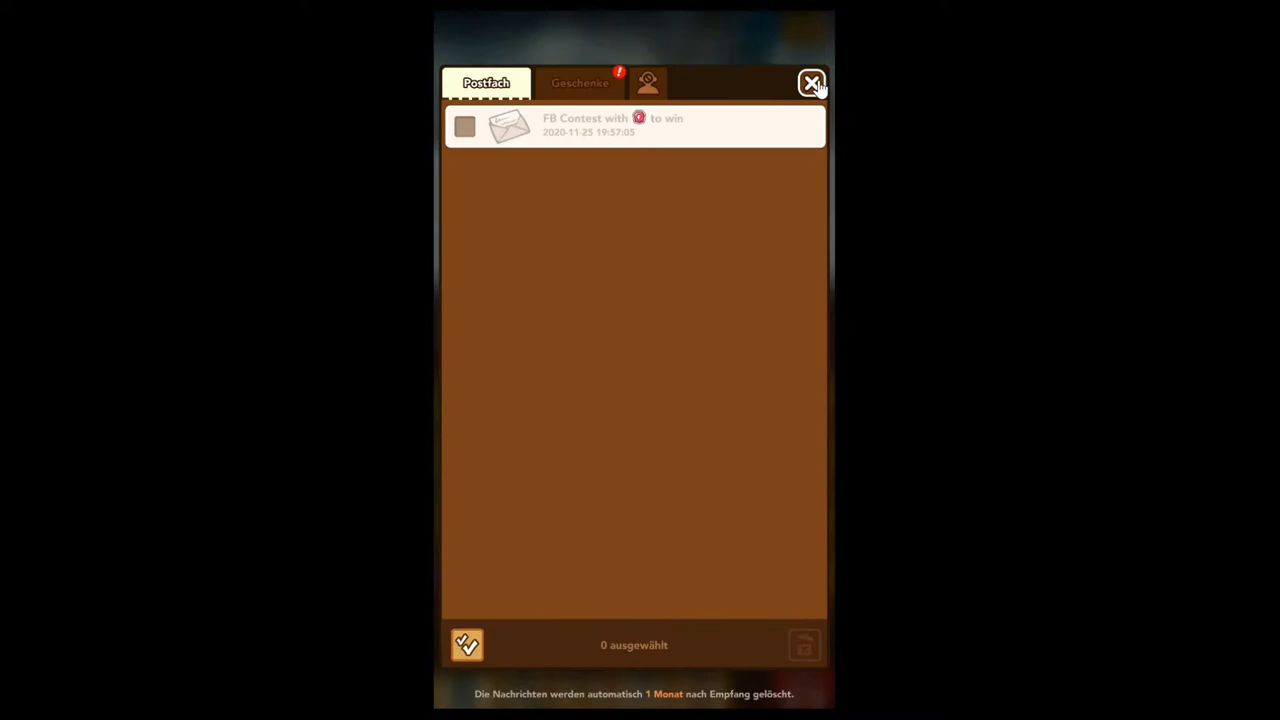 Postfach
Geschenke
FB Contest with to win
2020-11-25 19:57:05
0 ausgewählt
Die Nachrichten werden automatisch 1 Monat nach Empfang gelöscht.